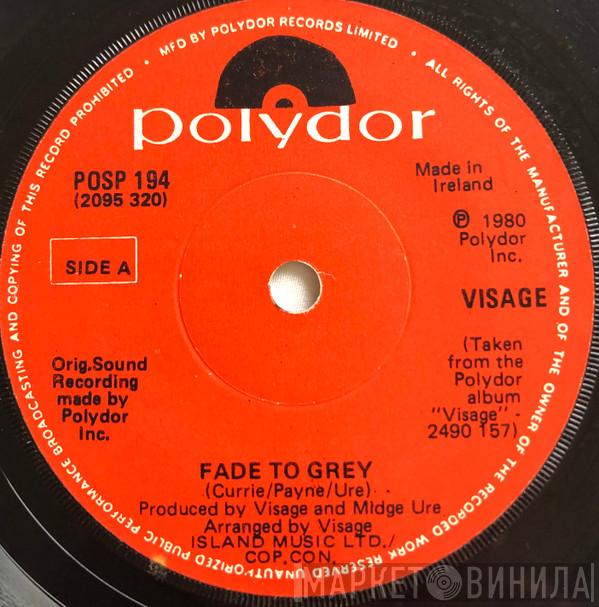 MFD BY POLYDOR RECORDS LIMITED • ALL RIGHTS OF THE MANUFACTURER AND OF THE OWNER OF THE RECORDED WORK RESERVED
UNAUTHORIZED PUBLIC PERFORMANCE BROADCASTING AND COPYING OF THIS RECORD PROHIBITED •
polydor
POSP 194
(2095 320)
Made in
Ireland
℗ 1980
Polydor
Inc.
SIDE A
VISAGE
Orig.Sound
Recording
made by
Polydor
Inc.
(Taken
from the
Polydor
album
"Visage" -
2490 157)
FADE TO GREY
(Currie/Payne/Ure)
Produced by Visage and Midge Ure
Arranged by Visage
ISLAND MUSIC LTD./
COP.CON.
МАРКЕТ ВИНИЛА